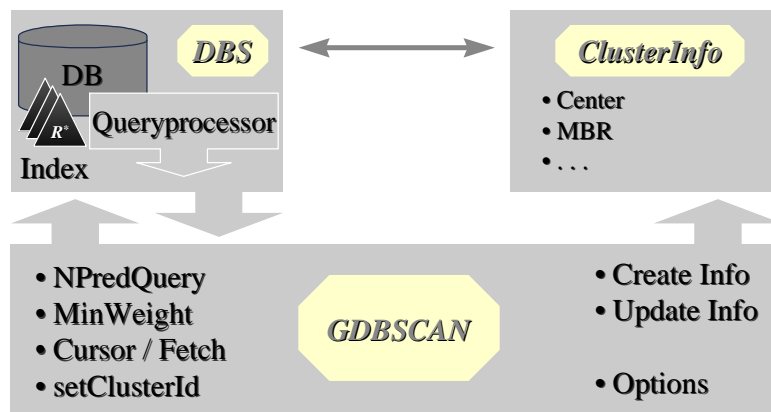 DBS
DB
R*
Queryprocessor
Index
ClusterInfo
• Center
• MBR
• . . .
• NPredQuery
• MinWeight
• Cursor / Fetch
• setClusterId
GDBSCAN
• Create Info
• Update Info
• Options